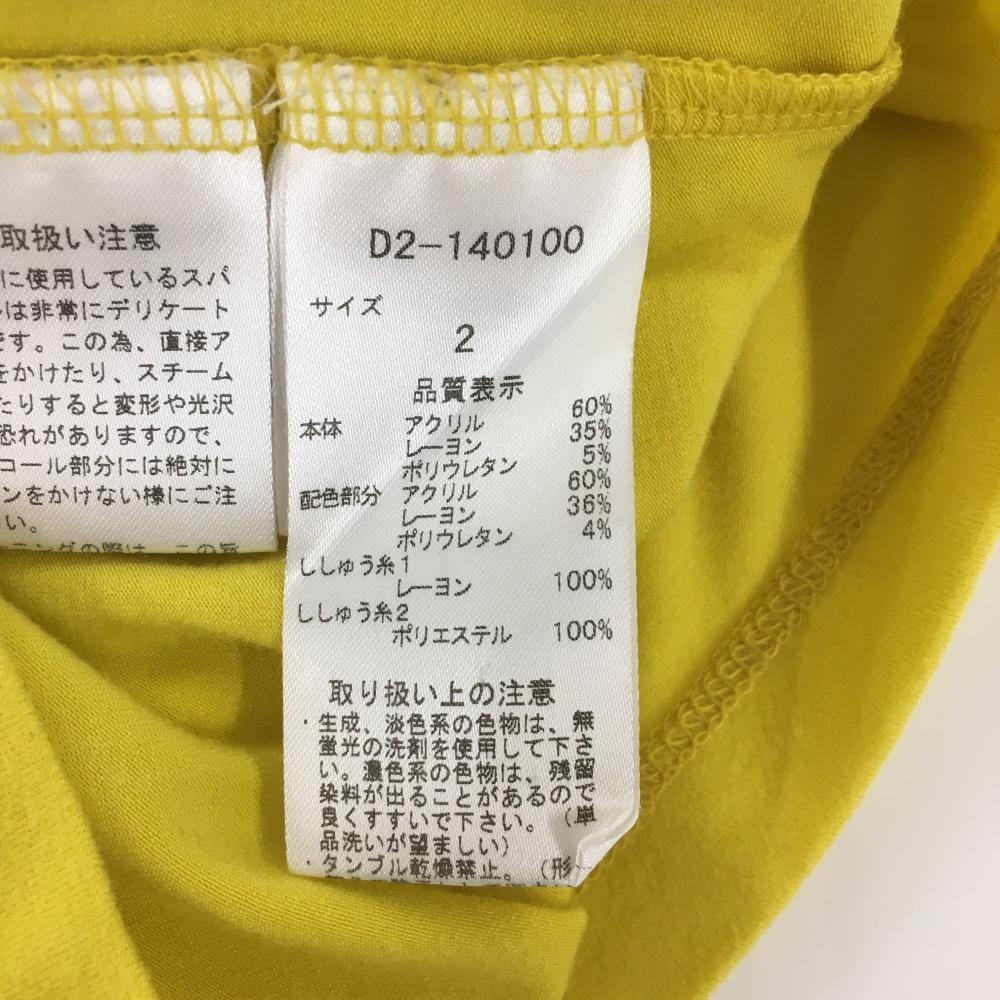 取扱い注意
に使用しているスパ
は非常にデリケート
です。この為、直接ア
をかけたり、スチーム
たりすると変形や光沢
恐れがありますので、
コール部分には絶対に
ンをかけない様にご注
い。
D2-140100
サイズ
2
品質表示
本体 アクリル 60%
レーヨン 35%
ポリウレタン 5%
配色部分 アクリル 60%
レーヨン 36%
ポリウレタン 4%
ししゅう糸1
レーヨン 100%
ししゅう糸2
ポリエステル 100%
取り扱い上の注意
・生成、淡色系の色物は、無
蛍光の洗剤を使用して下さ
い。濃色系の色物は、残留
染料が出ることがあるので
良くすすいで下さい。（単
品洗いが望ましい）
・タンブル乾燥禁止。（形